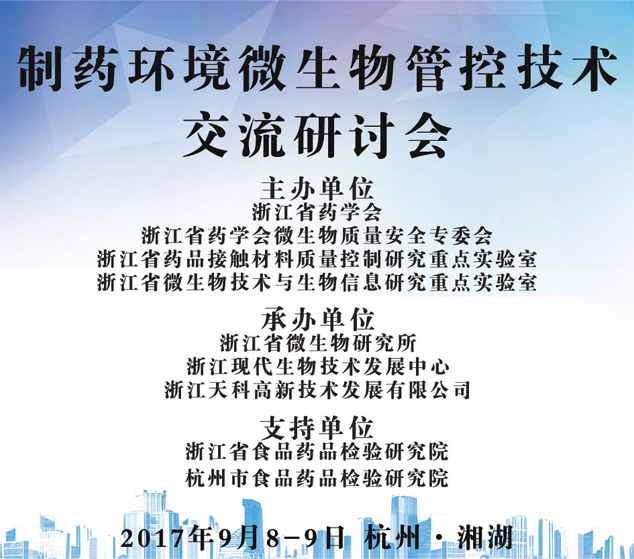 制药环境微生物管控技术
交流研讨会
主办单位
浙江省药学会
浙江省药学会微生物质量安全专委会
浙江省药品接触材料质量控制研究重点实验室
浙江省微生物技术与生物信息研究重点实验室
承办单位
浙江省微生物研究所
浙江现代生物技术发展中心
浙江天科高新技术发展有限公司
支持单位
浙江省食品药品检验研究院
杭州市食品药品检验研究院
2017年9月8-9日 杭州·湘湖